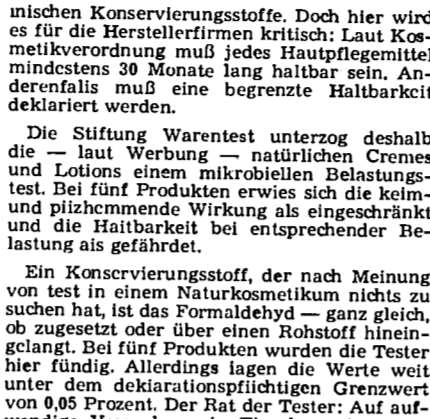 mischen Konservierungsstoffe. Doch hier wird
es für die Herstellerfirmen kritisch: Laut Kos-
metikverordnung muß jedes Hautpflegemittel
mindestens 30 Monate lang haltbar sein. An-
derenfalls muß eine begrenzte Haltbarkeit
deklariert werden.
Die Stiftung Warentest unterzog deshalb
die — laut Werbung — natürlichen Cremes
und Lotions einem mikrobiellen Belastungs-
test. Bei fünf Produkten erwies sich die keim-
und pilzhemmende Wirkung als eingeschränkt
und die Haltbarkeit bei entsprechender Be-
lastung als gefährdet.
Ein Konservierungsstoff, der nach Meinung
von test in einem Naturkosmetikum nichts zu
suchen hat, ist das Formaldehyd — ganz gleich,
ob zugesetzt oder über einen Rohstoff hinein-
gelangt. Bei fünf Produkten wurden die Tester
hier fündig. Allerdings lagen die Werte weit
unter dem deklarationspflichtigen Grenzwert
von 0,05 Prozent. Der Rat der Tester: Auf auf-